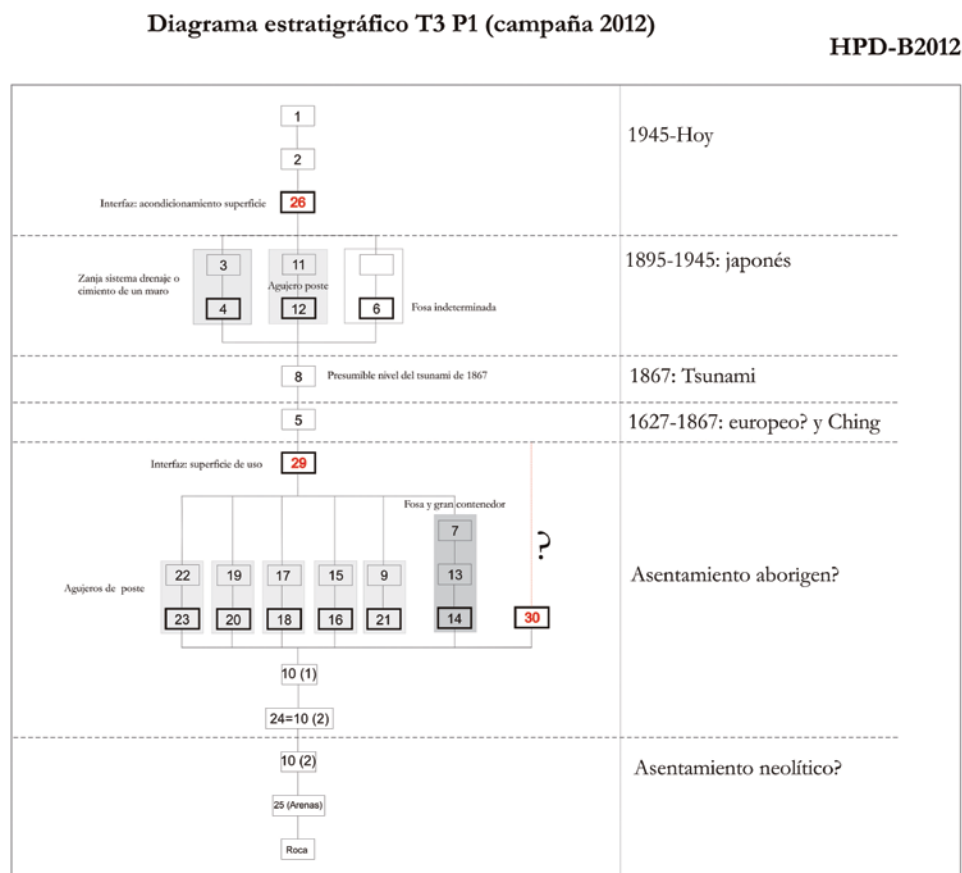 Diagrama estratigráfico T3 P1 (campaña 2012)
HPD-B2012
1
1945-Hoy
2
Interfaz: acondicionamiento superficie
26
1895-1945: japonés
3
11
Zanja sistema drenaje o
cimiento de un muro
Agujero poste
4
12
6
Fosa indeterminada
8
Presumible nivel del tsunami de 1867
1867: Tsunami
5
1627-1867: europeo? y Ching
Interfaz: superficie de uso
29
Fosa y gran contenedor
7
?
22
19
17
15
9
13
Asentamiento aborigen?
Agujeros de poste
23
20
18
16
21
14
30
10 (1)
24=10 (2)
10 (2)
Asentamiento neolítico?
25 (Arenas)
Roca